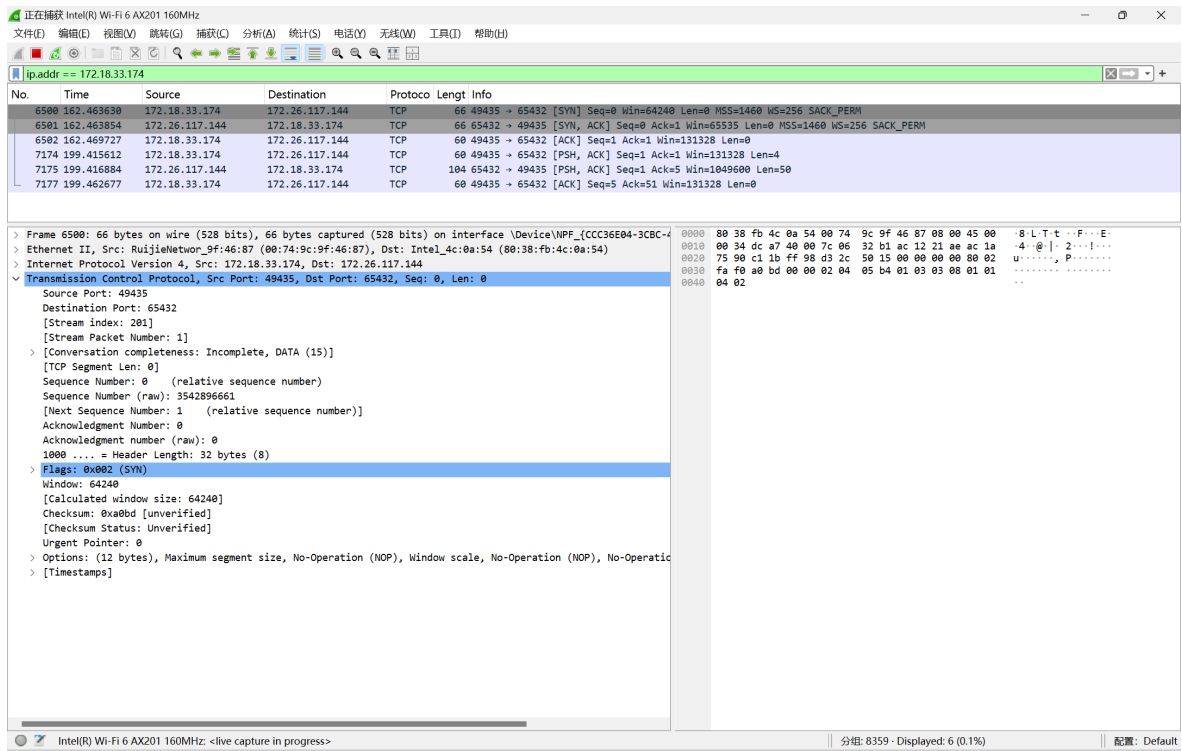 正在捕获 Intel(R) Wi-Fi 6 AX201 160MHz
文件(F) 编辑(E) 视图(V) 跳转(G) 捕获(C) 分析(A) 统计(S) 电话(Y) 无线(W) 工具(T) 帮助(H)
ip.addr == 172.18.33.174
No. Time Source Destination Protoco Lengt Info
6500 162.463630 172.18.33.174 172.26.117.144 TCP 66 49435 → 65432 [SYN] Seq=0 Win=64240 Len=0 MSS=1460 WS=256 SACK_PERM
6501 162.463854 172.26.117.144 172.18.33.174 TCP 66 65432 → 49435 [SYN, ACK] Seq=0 Ack=1 Win=65535 Len=0 MSS=1460 WS=256 SACK_PERM
6502 162.469727 172.18.33.174 172.26.117.144 TCP 60 49435 → 65432 [ACK] Seq=1 Ack=1 Win=131328 Len=0
7174 199.415612 172.18.33.174 172.26.117.144 TCP 60 49435 → 65432 [PSH, ACK] Seq=1 Ack=1 Win=131328 Len=4
7175 199.416884 172.26.117.144 172.18.33.174 TCP 104 65432 → 49435 [PSH, ACK] Seq=1 Ack=5 Win=1049600 Len=50
7177 199.462677 172.18.33.174 172.26.117.144 TCP 60 49435 → 65432 [ACK] Seq=5 Ack=51 Win=131328 Len=0
Frame 6500: 66 bytes on wire (528 bits), 66 bytes captured (528 bits) on interface \Device\NPF_{CCC36E04-3CBC-4
Ethernet II, Src: RuijieNetwor_9f:46:87 (00:74:9c:9f:46:87), Dst: Intel_4c:0a:54 (80:38:fb:4c:0a:54)
Internet Protocol Version 4, Src: 172.18.33.174, Dst: 172.26.117.144
Transmission Control Protocol, Src Port: 49435, Dst Port: 65432, Seq: 0, Len: 0
Source Port: 49435
Destination Port: 65432
[Stream index: 201]
[Stream Packet Number: 1]
[Conversation completeness: Incomplete, DATA (15)]
[TCP Segment Len: 0]
Sequence Number: 0 (relative sequence number)
Sequence Number (raw): 3542896661
[Next Sequence Number: 1 (relative sequence number)]
Acknowledgment Number: 0
Acknowledgment number (raw): 0
1000 .... = Header Length: 32 bytes (8)
Flags: 0x002 (SYN)
Window: 64240
[Calculated window size: 64240]
Checksum: 0xa0bd [unverified]
[Checksum Status: Unverified]
Urgent Pointer: 0
Options: (12 bytes), Maximum segment size, No-Operation (NOP), Window scale, No-Operation (NOP), No-Operatio
[Timestamps]
0000 80 38 fb 4c 0a 54 00 74 9c 9f 46 87 08 00 45 00 ·8·L·T·t ··F···E·
0010 00 34 dc a7 40 00 7c 06 32 b1 ac 12 21 ae ac 1a ·4··@·|· 2···!···
0020 75 90 c1 1b ff 98 d3 2c 50 15 00 00 00 00 80 02 u······, P·······
0030 fa f0 a0 bd 00 00 02 04 05 b4 01 03 03 08 01 01 ········ ········
0040 04 02 ··
Intel(R) Wi-Fi 6 AX201 160MHz: <live capture in progress>
分组: 8359 · Displayed: 6 (0.1%)
配置: Default